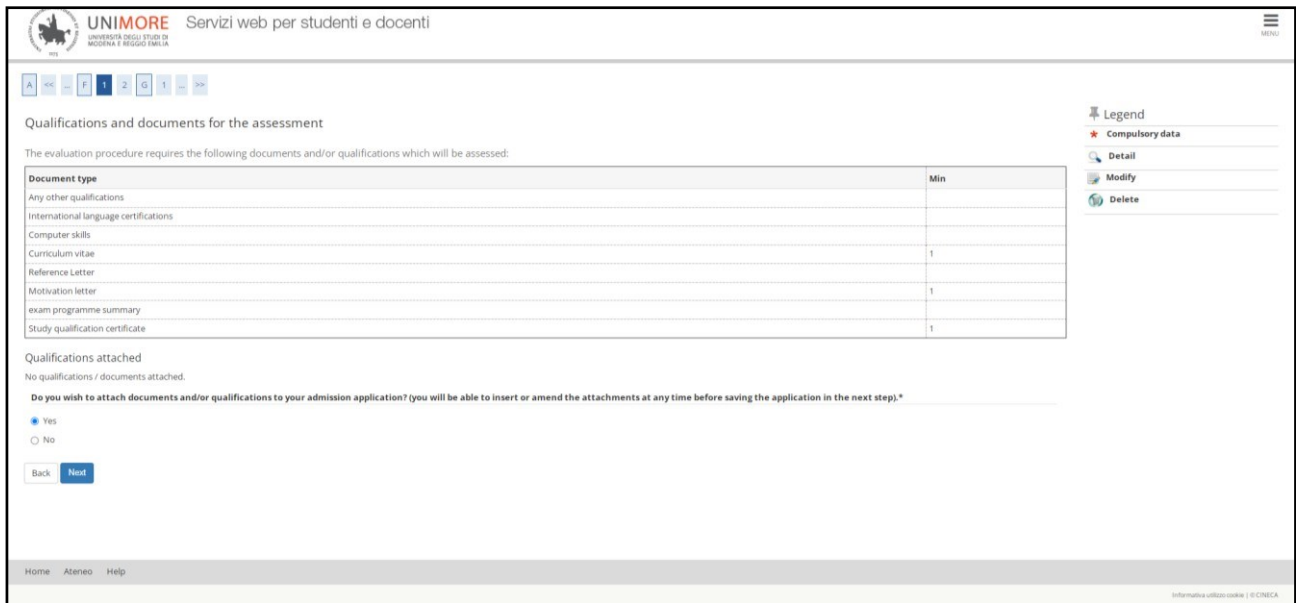 UNIMORE
UNIVERSITÀ DEGLI STUDI DI
MODENA E REGGIO EMILIA
1175
Servizi web per studenti e docenti
MENU
A << ... F 1 2 G 1 ... >>
Qualifications and documents for the assessment
The evaluation procedure requires the following documents and/or qualifications which will be assessed:
Document type Min
Any other qualifications
International language certifications
Computer skills
Curriculum vitae 1
Reference Letter
Motivation letter 1
exam programme summary
Study qualification certificate 1
Qualifications attached
No qualifications / documents attached.
Do you wish to attach documents and/or qualifications to your admission application? (you will be able to insert or amend the attachments at any time before saving the application in the next step).*
Yes
No
Back Next
Legend
* Compulsory data
Detail
Modify
Delete
Home Ateneo Help
Informativa utilizzo cookie | © CINECA